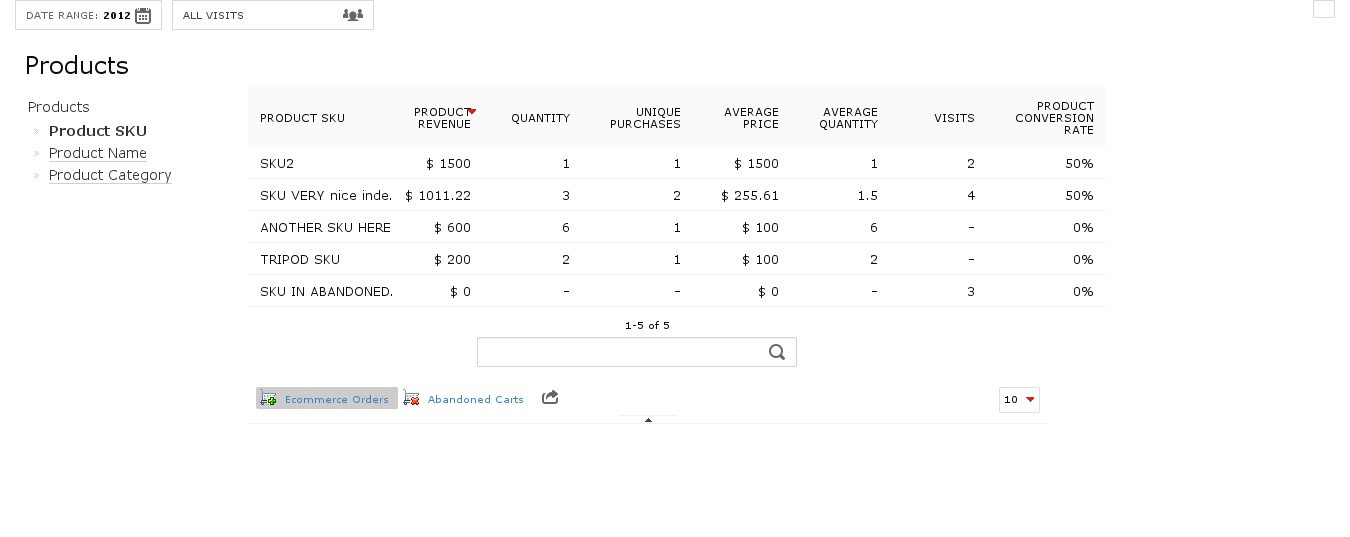 DATE RANGE: 2012
ALL VISITS
Products
Products
Product SKU
Product Name
Product Category
PRODUCT SKU PRODUCT REVENUE QUANTITY UNIQUE PURCHASES AVERAGE PRICE AVERAGE QUANTITY VISITS PRODUCT CONVERSION RATE
SKU2 $ 1500 1 1 $ 1500 1 2 50%
SKU VERY nice inde. $ 1011.22 3 2 $ 255.61 1.5 4 50%
ANOTHER SKU HERE $ 600 6 1 $ 100 6 - 0%
TRIPOD SKU $ 200 2 1 $ 100 2 - 0%
SKU IN ABANDONED. $ 0 - - $ 0 - 3 0%
1-5 of 5
Ecommerce Orders Abandoned Carts 10